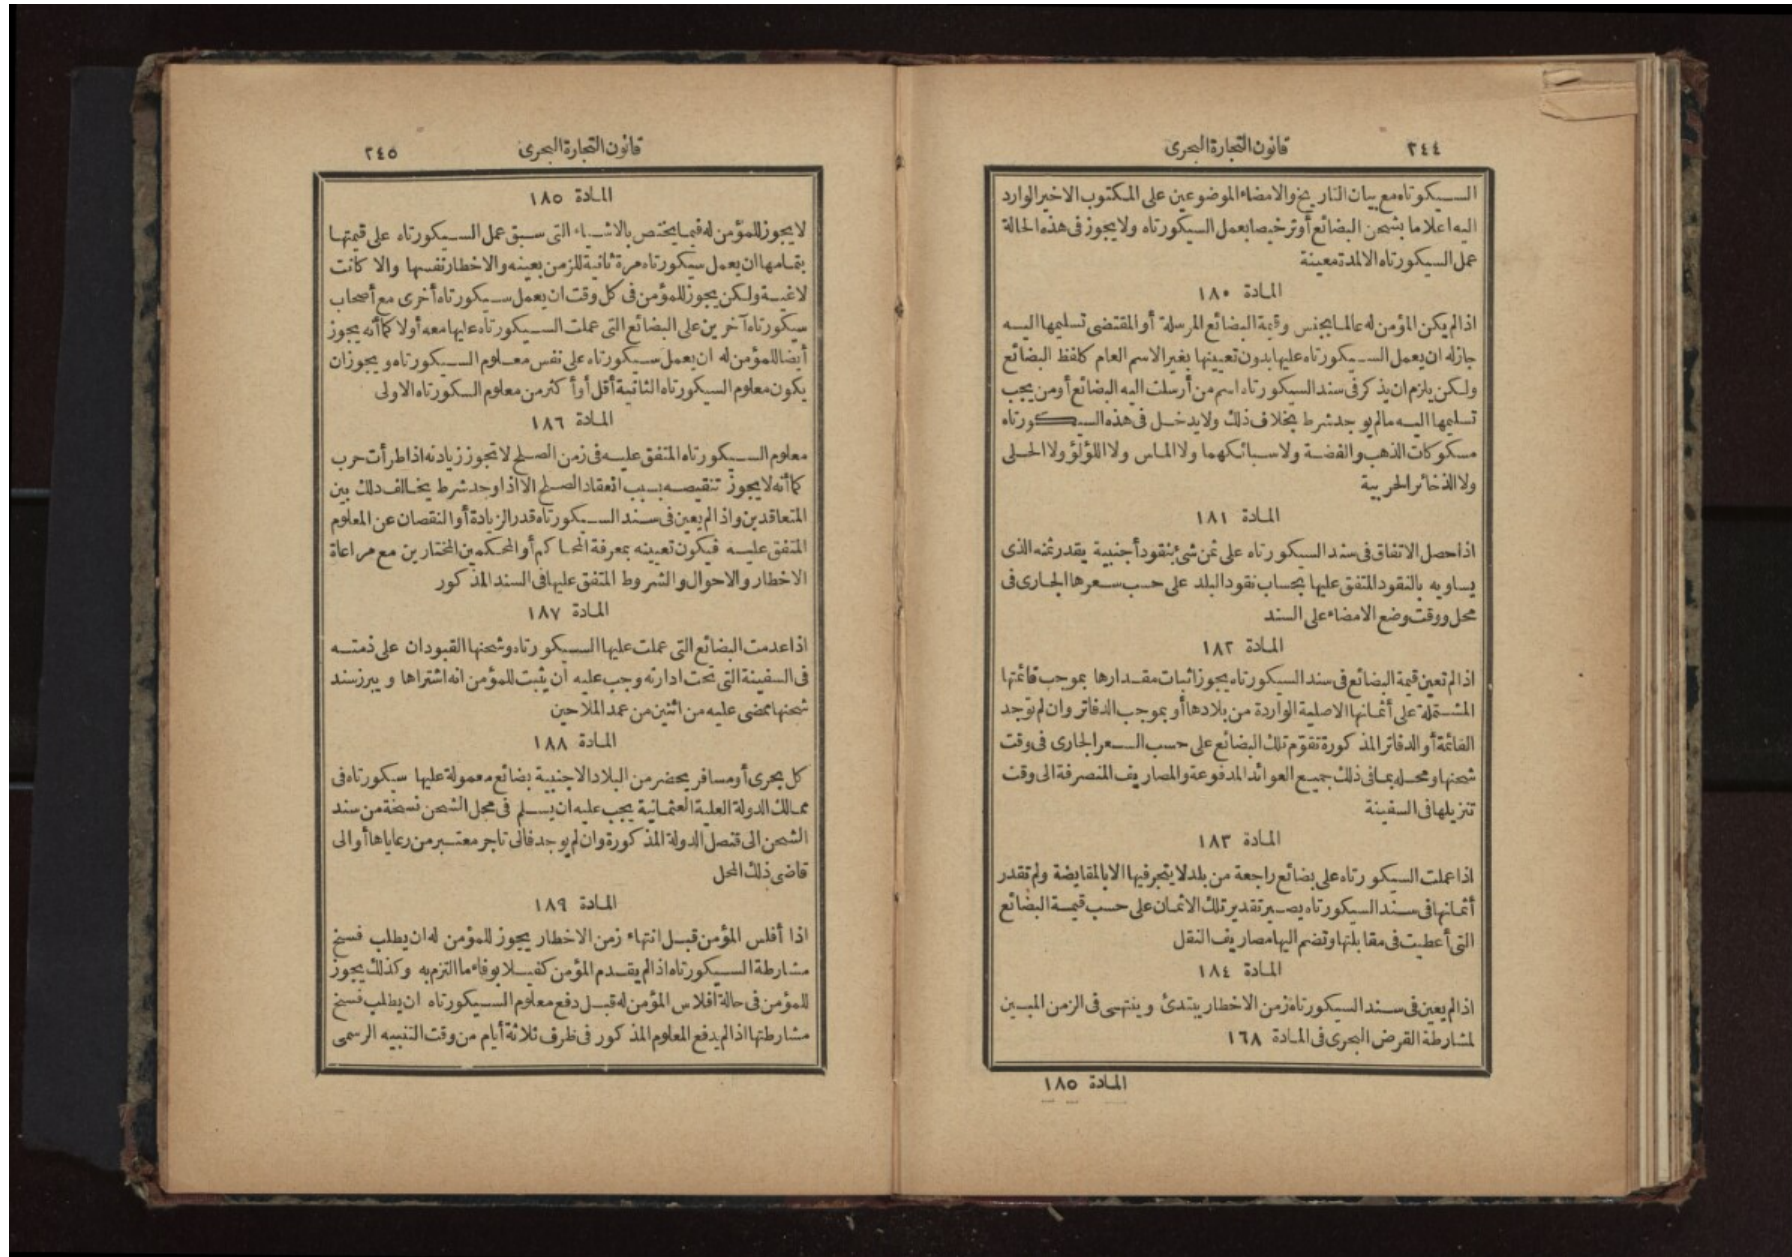 ٢٤٤
قانون التجارة البحرى
السيكورتاه مع بيان التاريخ والامضاء الموضوعين على المكتوب الاخير الوارد
اليه اعلاما بشحن البضائع أو ترخيصا بعمل السيكورتاه ولا يجوز فى هذه الحالة
عمل السيكورتاه الا لمدة معينة
المادة ١٨٠
اذا لم يكن المؤمن له عالما بجنس وقيمة البضائع المرسلة أو المقتضى تسليمها اليه
جاز له ان يعمل السيكورتاه عليها بدون تعيينها بغير الاسم العام كلفظ البضائع
ولكن يلزم ان يذكر فى سند السيكورتاه اسم من أرسلت اليه البضائع أو من يجب
تسليمها اليه ما لم يوجد شرط بخلاف ذلك ولا يدخل فى هذه السيكورتاه
مسكوكات الذهب والفضة ولا سبائكهما ولا الماس ولا اللؤلؤ ولا الحلى
ولا الذخائر الحربية
المادة ١٨١
اذا حصل الاتفاق فى سند السيكورتاه على ثمن شئ بنقود أجنبية يقدر ثمنه الذى
يساويه بالنقود المتفق عليها بحساب نقود البلد على حسب سعرها الجارى فى
محل ووقت وضع الامضاء على السند
المادة ١٨٢
اذا لم تعين قيمة البضائع فى سند السيكورتاه يجوز اثبات مقدارها بموجب قائمتها
المشتملة على أثمانها الاصلية الواردة من بلادها أو بموجب الدفاتر وان لم توجد
القائمة أو الدفاتر المذكورة تقوّم تلك البضائع على حسب السعر الجارى فى وقت
شحنها ومحله بما فى ذلك جميع العوائد المدفوعة والمصاريف المنصرفة الى وقت
تنزيلها فى السفينة
المادة ١٨٣
اذا عملت السيكورتاه على بضائع راجعة من بلد لا يتجر فيها الا بالمقايضة ولم تقدر
أثمانها فى سند السيكورتاه يصير تقدير تلك الاثمان على حسب قيمة البضائع
التى أعطيت فى مقابلتها وتضم اليها مصاريف النقل
المادة ١٨٤
اذا لم يعين فى سند السيكورتاه زمن الاخطار يبتدئ وينتهى فى الزمن المبين
لمشارطة القرض البحرى فى المادة ١٦٨
المادة ١٨٥
قانون التجارة البحرى
٢٤٥
المادة ١٨٥
لا يجوز للمؤمن له فيما يختص بالاشياء التى سبق عمل السيكورتاه على قيمتها
بتمامها ان يعمل سيكورتاه مرة ثانية للزمن بعينه والاخطار نفسها والا كانت
لاغية ولكن يجوز للمؤمن فى كل وقت ان يعمل سيكورتاه أخرى مع أصحاب
سيكورتاه آخرين على البضائع التى عملت السيكورتاه عليها معه أولا كما أنه يجوز
أيضا للمؤمن له ان يعمل سيكورتاه على نفس معلوم السيكورتاه ويجوز ان
يكون معلوم السيكورتاه الثانية أقل أو أكثر من معلوم السكورتاه الاولى
المادة ١٨٦
معلوم السيكورتاه المتفق عليه فى زمن الصلح لا تجوز زيادته اذا طرأت حرب
كما أنه لا يجوز تنقيصه بسبب انعقاد الصلح الا اذا وجد شرط يخالف ذلك بين
المتعاقدين واذا لم يعين فى سند السيكورتاه قدر الزيادة أو النقصان عن المعلوم
المتفق عليه فيكون تعيينه بمعرفة المحاكم أو المحكمين المختارين مع مراعاة
الاخطار والاحوال والشروط المتفق عليها فى السند المذكور
المادة ١٨٧
اذا عدمت البضائع التى عملت عليها السيكورتاه وشحنها القبودان على ذمته
فى السفينة التى تحت ادارته وجب عليه أن يثبت للمؤمن انه اشتراها ويبرز سند
شحنها ممضى عليه من اثنين من عمد الملاحين
المادة ١٨٨
كل بحرى أو مسافر يحضر من البلاد الاجنبية بضائع معمولة عليها سيكورتاه فى
ممالك الدولة العلية العثمانية يجب عليه ان يسلم فى محل الشحن نسخة من سند
الشحن الى قنصل الدولة المذكورة وان لم يوجد فالى تاجر معتبر من رعاياها أو الى
قاضى ذلك المحل
المادة ١٨٩
اذا أفلس المؤمن قبل انتهاء زمن الاخطار يجوز للمؤمن له ان يطلب فسخ
مشارطة السيكورتاه اذا لم يقدم المؤمن كفيلا بوفاء ما التزم به وكذلك يجوز
للمؤمن فى حالة افلاس المؤمن له قبل دفع معلوم السيكورتاه ان يطلب فسخ
مشارطتها اذا لم يدفع المعلوم المذكور فى ظرف ثلاثة أيام من وقت التنبيه الرسمى